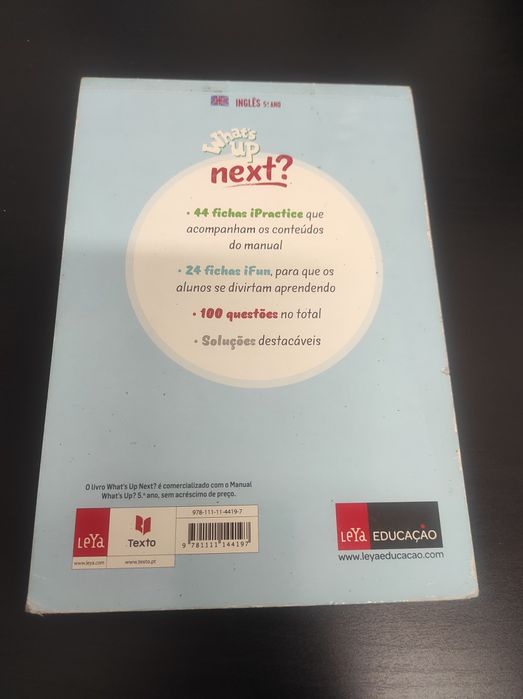 INGLÊS 5.º ANO
What's
up
next?
• 44 fichas iPractice que
acompanham os conteúdos
do manual
• 24 fichas iFun, para que os
alunos se divirtam aprendendo
• 100 questões no total
• Soluções destacáveis
O livro What's Up Next? é comercializado com o Manual
What's Up? 5.º ano, sem acréscimo de preço.
978-111-11-4419-7
LeYa
Texto
9 781111 144197
www.leya.com
www.texto.pt
LeYa EDUCAÇÃO
www.leyaeducacao.com